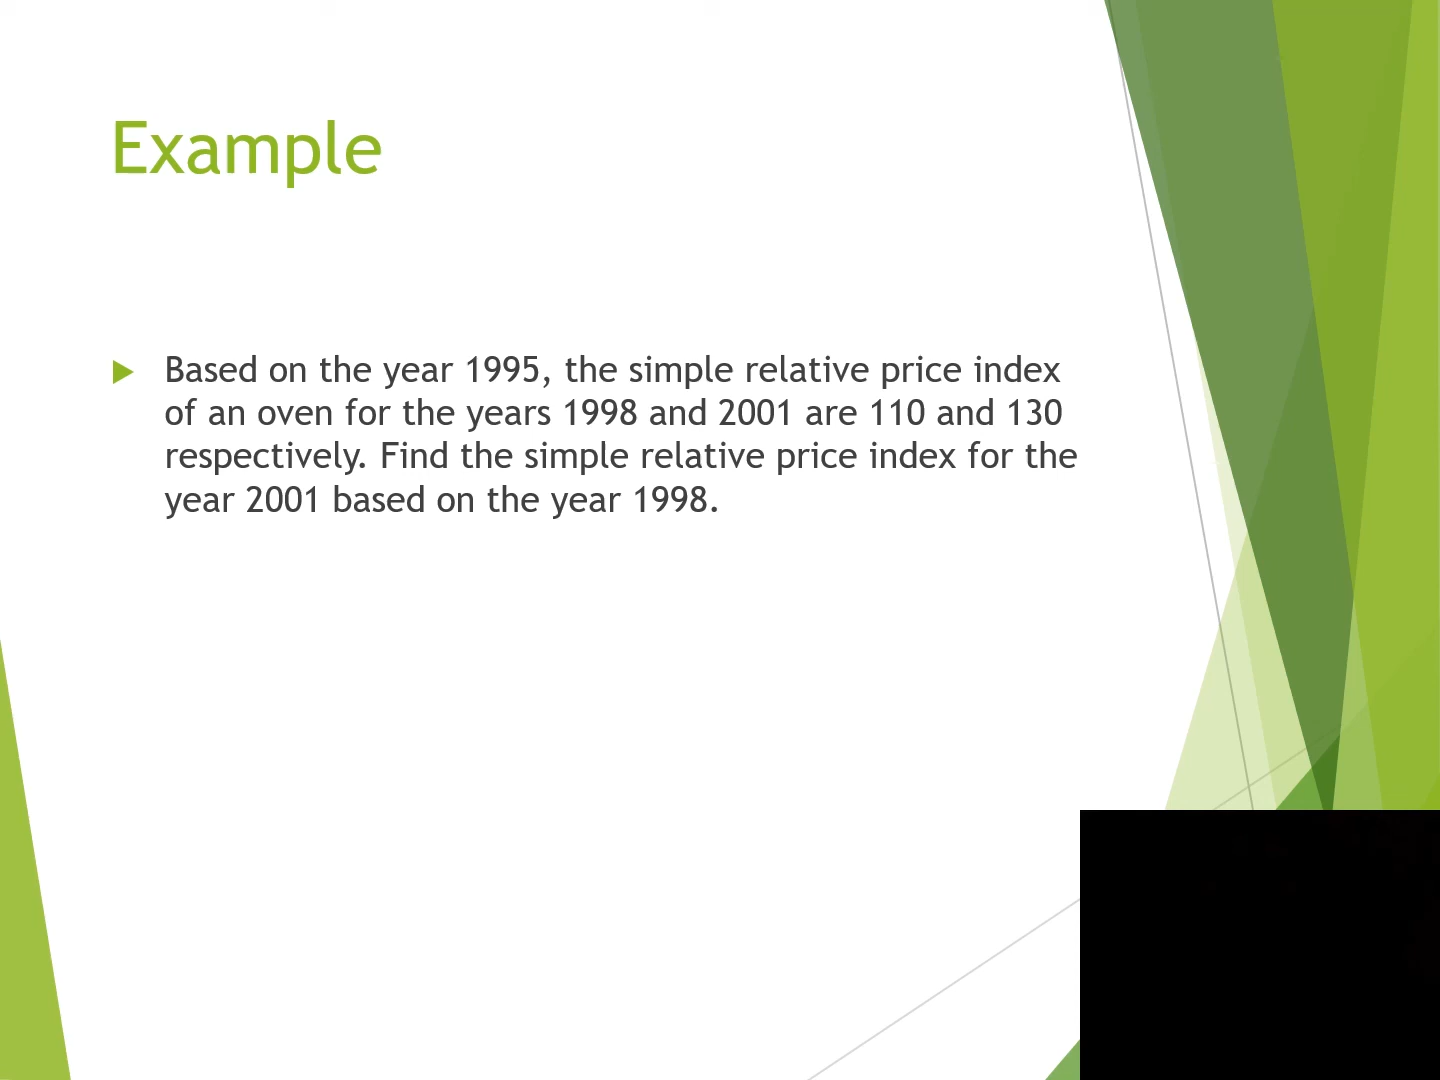 Example
Based on the year 1995, the simple relative price index
of an oven for the years 1998 and 2001 are 110 and 130
respectively. Find the simple relative price index for the
year 2001 based on the year 1998.